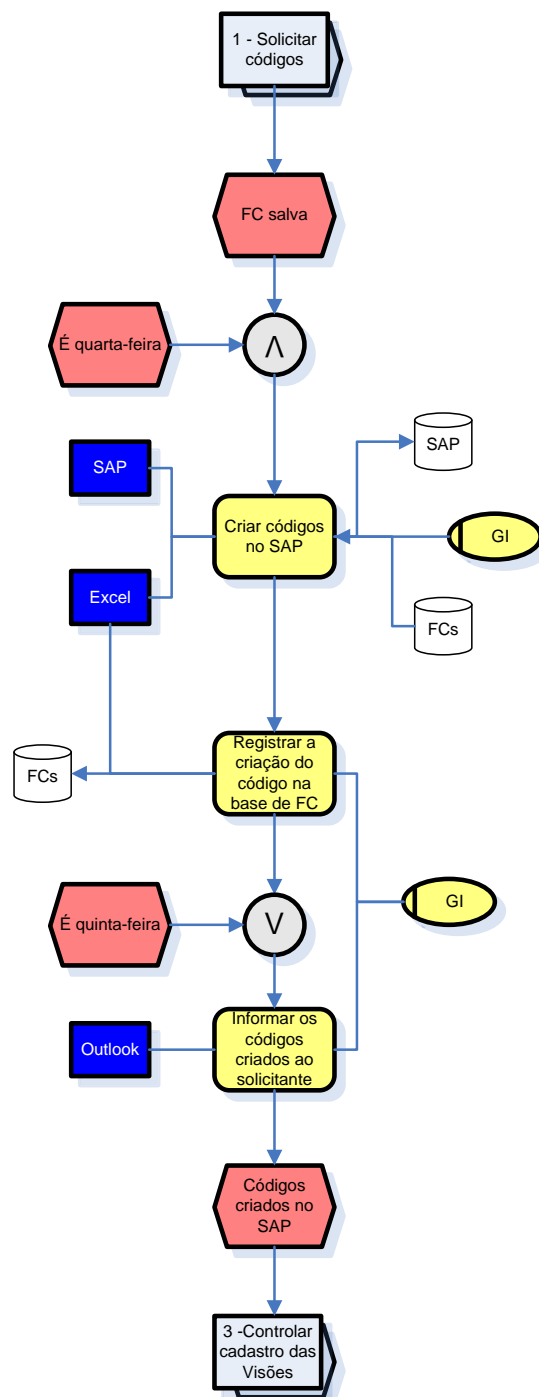 1 - Solicitar
códigos
FC salva
É quarta-feira
Λ
SAP
SAP
Criar códigos
no SAP
GI
Excel
FCs
Registrar a
criação do
código na
base de FC
FCs
É quinta-feira
V
GI
Informar os
códigos
criados ao
solicitante
Outlook
Códigos
criados no
SAP
3 -Controlar
cadastro das
Visões